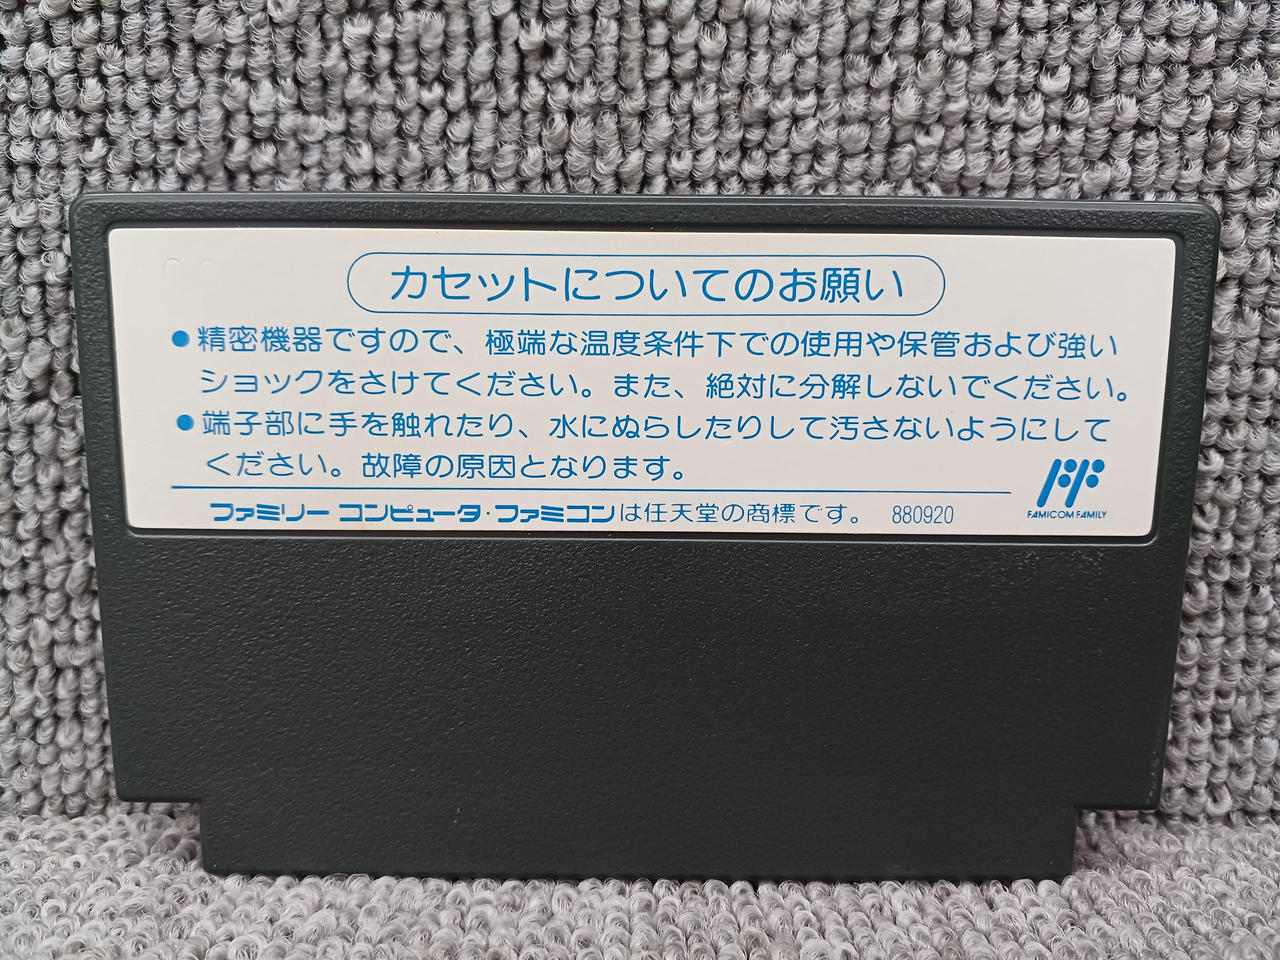 カセットについてのお願い
●精密機器ですので、極端な温度条件下での使用や保管および強い
ショックをさけてください。また、絶対に分解しないでください。
●端子部に手を触れたり、水にぬらしたりして汚さないようにして
ください。故障の原因となります。
ファミリー コンピュータ・ファミコンは任天堂の商標です。 880920
FAMICOM FAMILY